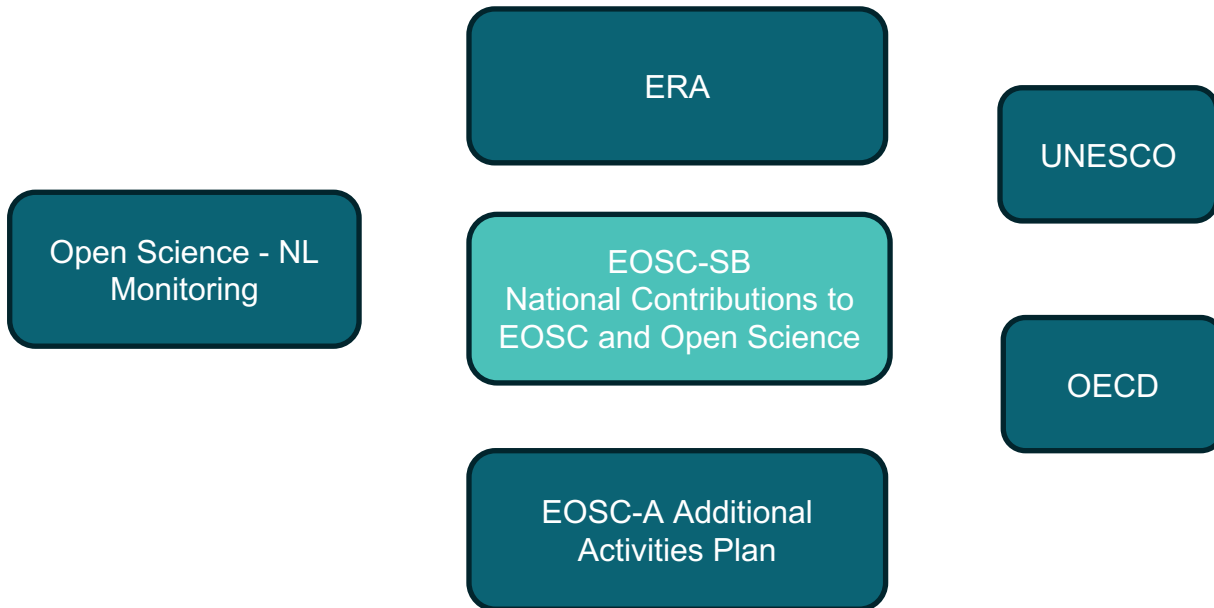 Open Science - NL
Monitoring
ERA
EOSC-SB
National Contributions to
EOSC and Open Science
EOSC-A Additional
Activities Plan
UNESCO
OECD